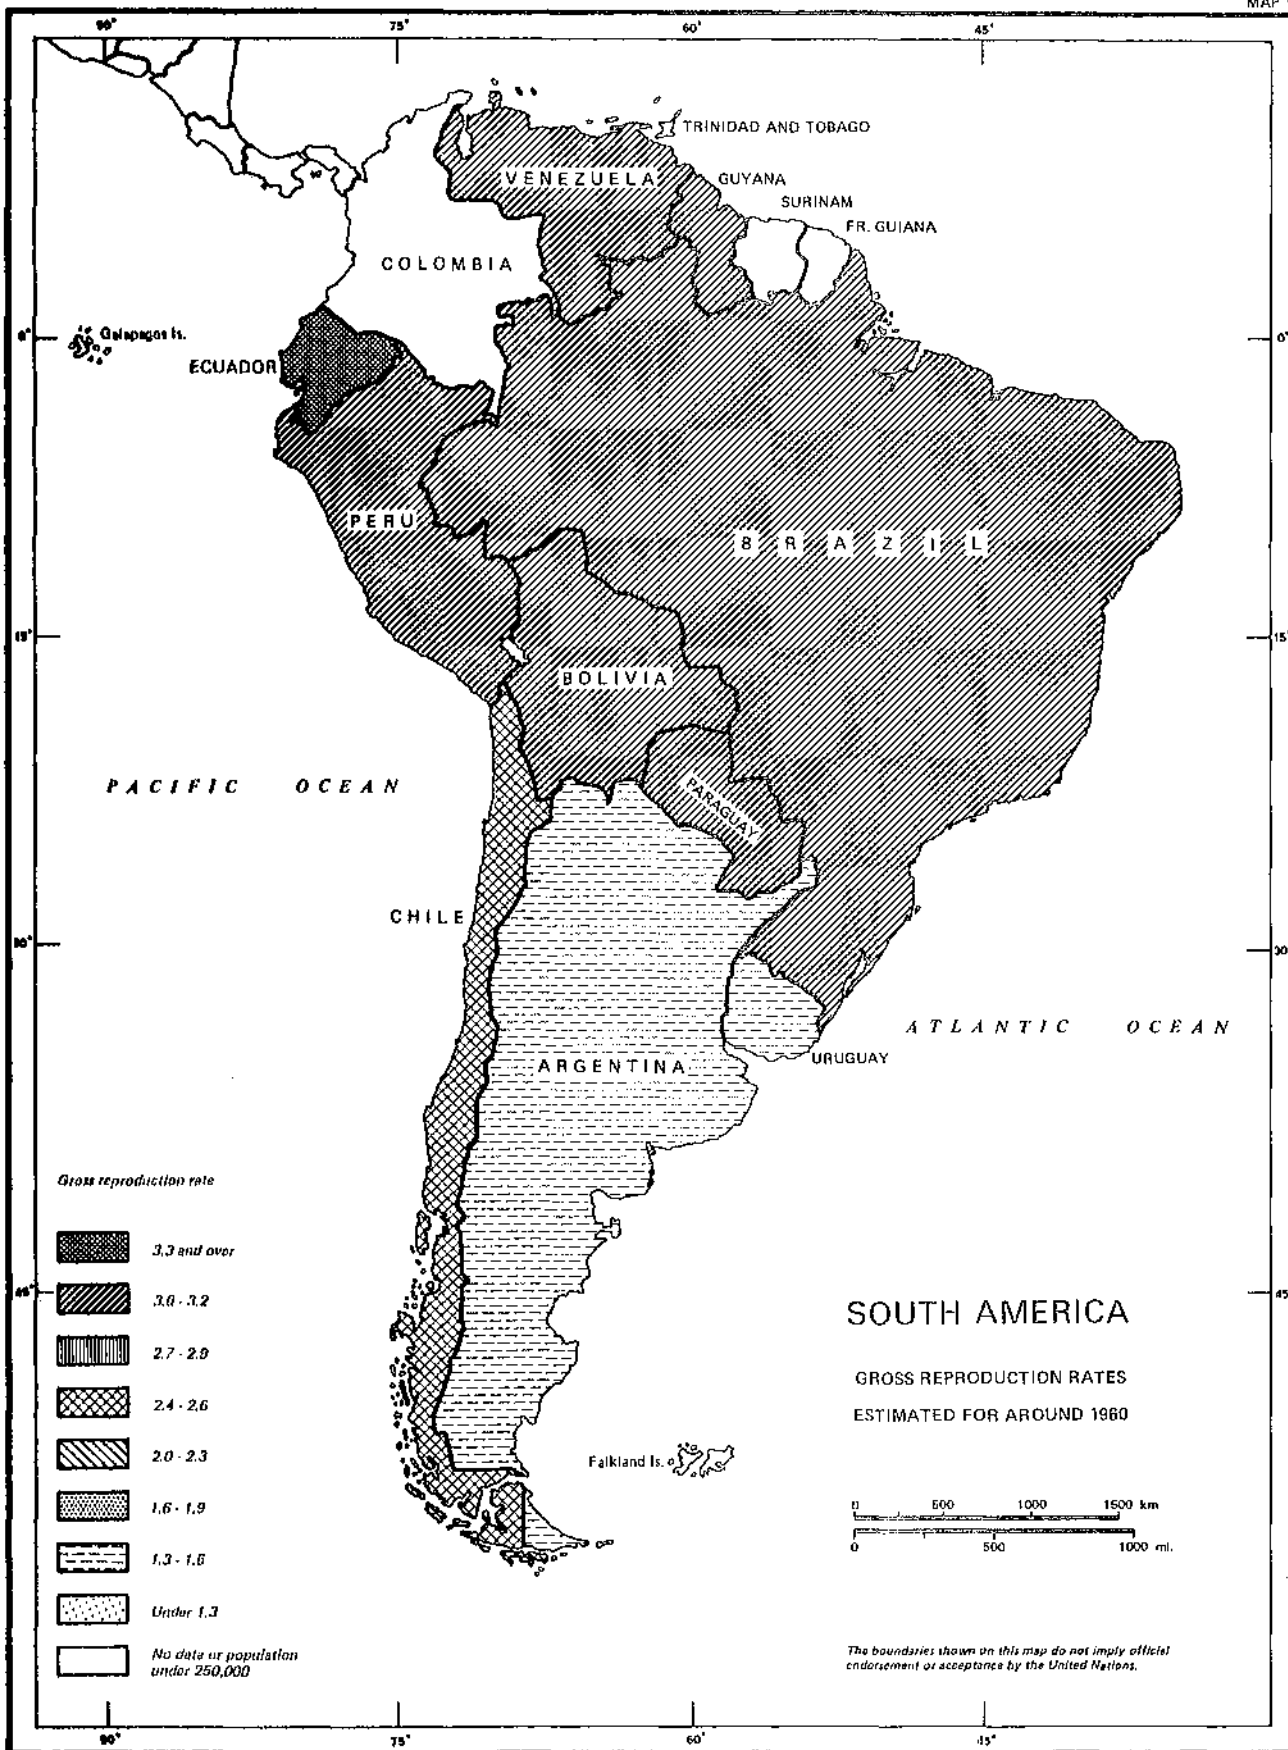 MAP
90°
75°
60°
45°
TRINIDAD AND TOBAGO
VENEZUELA
GUYANA
SURINAM
FR. GUIANA
COLOMBIA
0°
Galapagos Is.
0°
ECUADOR
PERU
BRAZIL
15°
15°
BOLIVIA
PACIFIC OCEAN
PARAGUAY
CHILE
30°
30°
ATLANTIC OCEAN
ARGENTINA
URUGUAY
Gross reproduction rate
3.3 and over
3.0 - 3.2
45°
45°
SOUTH AMERICA
2.7 - 2.9
GROSS REPRODUCTION RATES
2.4 - 2.6
ESTIMATED FOR AROUND 1960
2.0 - 2.3
Falkland Is.
1.6 - 1.9
0 500 1000 1500 km
0 500 1000 mi.
Under 1.3
No data or population
under 250,000
The boundaries shown on this map do not imply official
endorsement or acceptance by the United Nations.
90°
75°
60°
45°